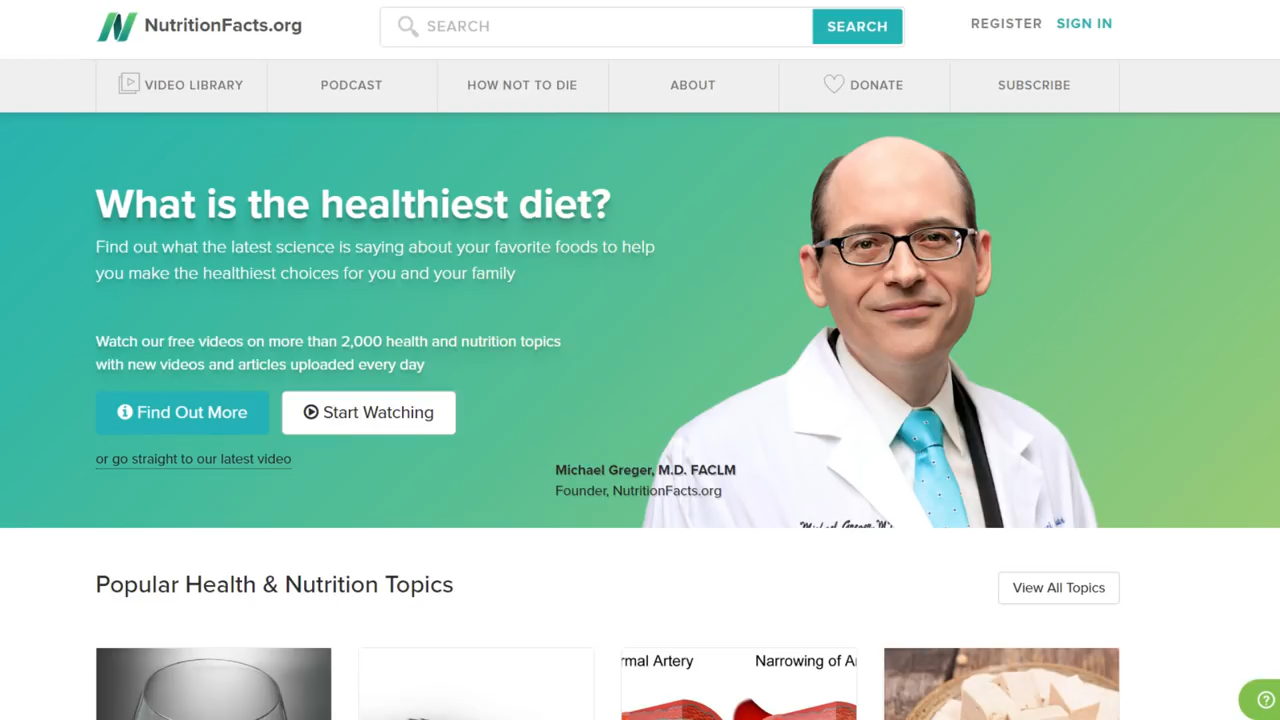 NutritionFacts.org
SEARCH
SEARCH
REGISTER
SIGN IN
VIDEO LIBRARY
PODCAST
HOW NOT TO DIE
ABOUT
DONATE
SUBSCRIBE
What is the healthiest diet?
Find out what the latest science is saying about your favorite foods to help
you make the healthiest choices for you and your family
Watch our free videos on more than 2,000 health and nutrition topics
with new videos and articles uploaded every day
Find Out More
Start Watching
or go straight to our latest video
Michael Greger, M.D. FACLM
Founder, NutritionFacts.org
Michael Greger, M
Popular Health & Nutrition Topics
View All Topics
rmal Artery
Narrowing of A